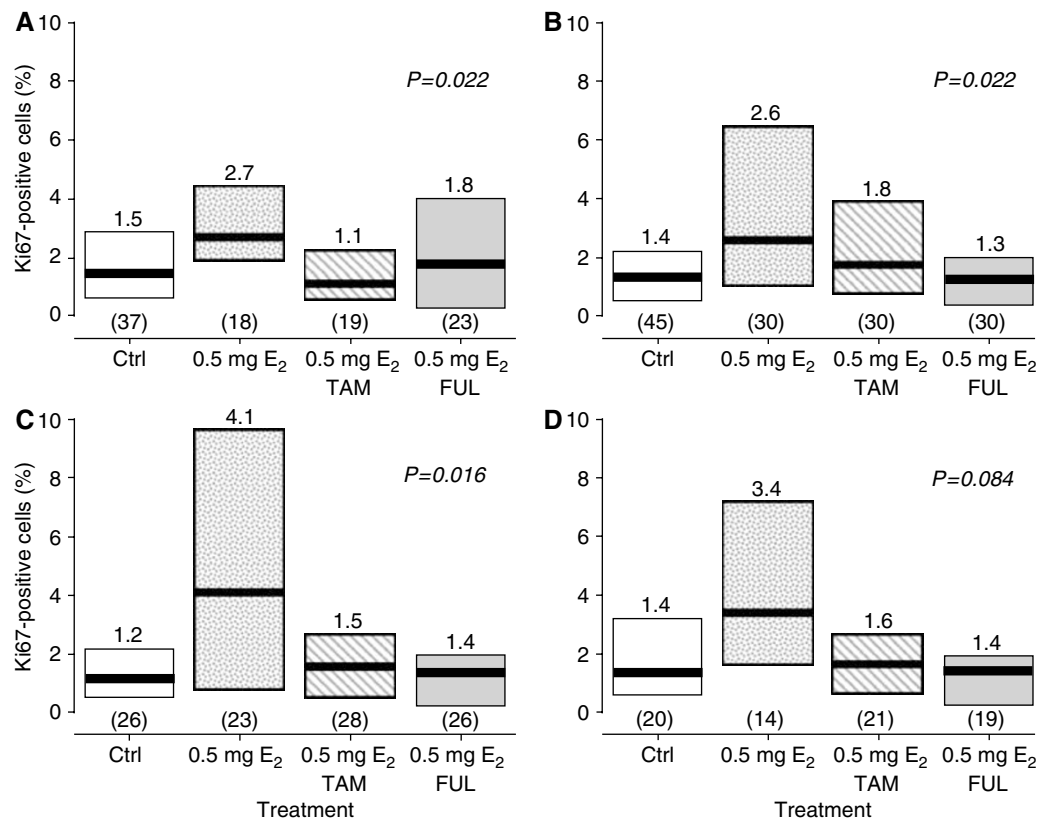 A
Ki67-positive cells (%)
10
8
6
4
2
0
P=0.022
1.5
2.7
1.1
1.8
(37)
(18)
(19)
(23)
Ctrl
0.5 mg E₂
0.5 mg E₂
TAM
0.5 mg E₂
FUL
B
10
8
6
4
2
0
P=0.022
1.4
2.6
1.8
1.3
(45)
(30)
(30)
(30)
Ctrl
0.5 mg E₂
0.5 mg E₂
TAM
0.5 mg E₂
FUL
C
Ki67-positive cells (%)
10
8
6
4
2
0
P=0.016
1.2
4.1
1.5
1.4
(26)
(23)
(28)
(26)
Ctrl
0.5 mg E₂
0.5 mg E₂
TAM
0.5 mg E₂
FUL
Treatment
D
10
8
6
4
2
0
P=0.084
1.4
3.4
1.6
1.4
(20)
(14)
(21)
(19)
Ctrl
0.5 mg E₂
0.5 mg E₂
TAM
0.5 mg E₂
FUL
Treatment